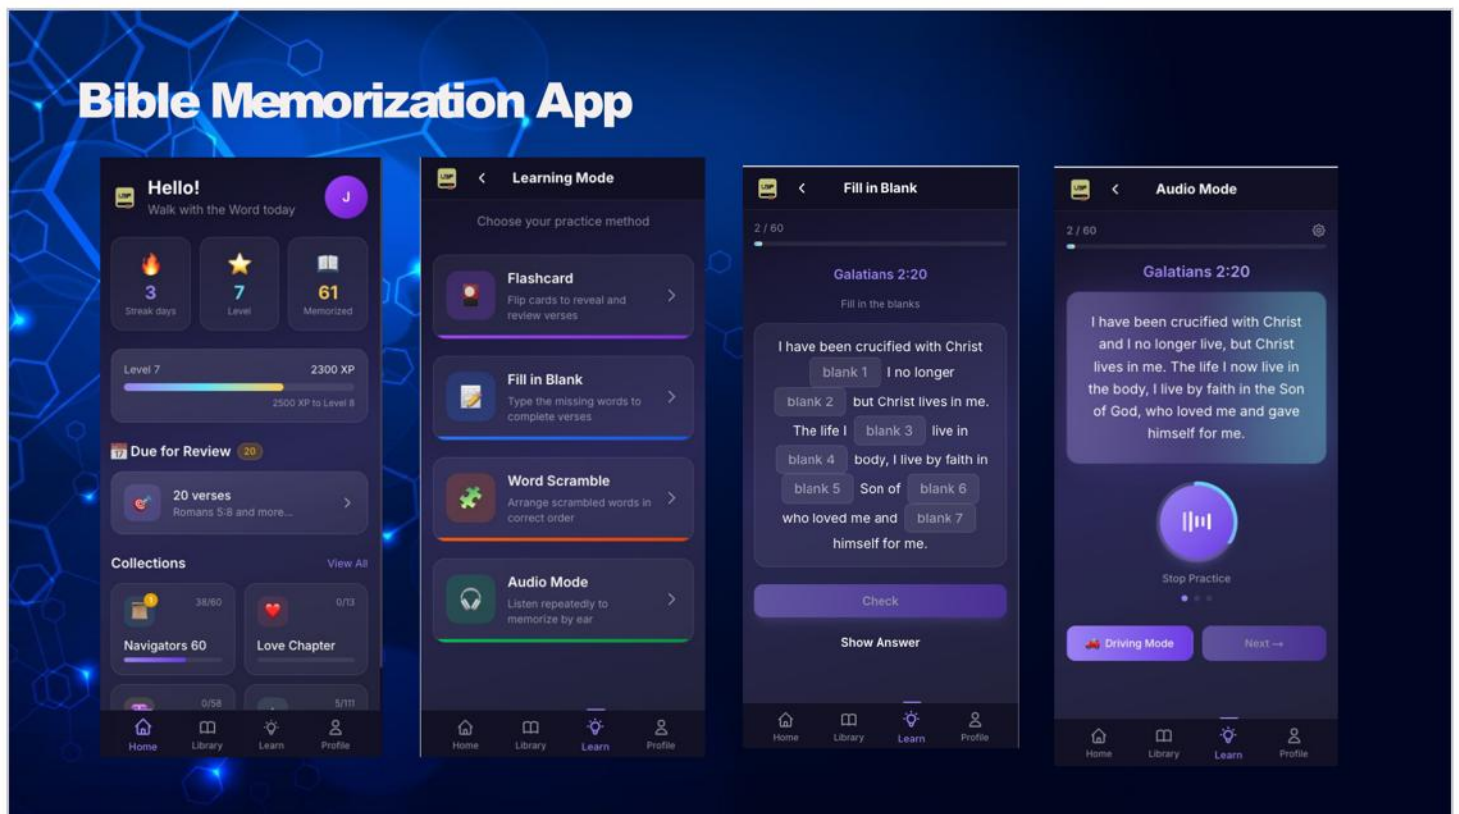 Bible Memorization App
Hello!
Walk with the Word today
J
3
Streak days
7
Level
61
Memorized
Level 7
2300 XP
2500 XP to Level 8
17
Due for Review
20
20 verses
Romans 5:8 and more...
Collections
View All
1
38/60
Navigators 60
0/13
Love Chapter
0/58
5/111
Home
Library
Learn
Profile
Learning Mode
Choose your practice method
Flashcard
Flip cards to reveal and
review verses
Fill in Blank
Type the missing words to
complete verses
Word Scramble
Arrange scrambled words in
correct order
Audio Mode
Listen repeatedly to
memorize by ear
Home
Library
Learn
Profile
Fill in Blank
2 / 60
Galatians 2:20
Fill in the blanks
I have been crucified with Christ
blank 1 I no longer
blank 2 but Christ lives in me.
The life I blank 3 live in
blank 4 body, I live by faith in
blank 5 Son of blank 6
who loved me and blank 7
himself for me.
Check
Show Answer
Home
Library
Learn
Profile
Audio Mode
2 / 60
Galatians 2:20
I have been crucified with Christ
and I no longer live, but Christ
lives in me. The life I now live in
the body, I live by faith in the Son
of God, who loved me and gave
himself for me.
Stop Practice
Driving Mode
Next→
Home
Library
Learn
Profile